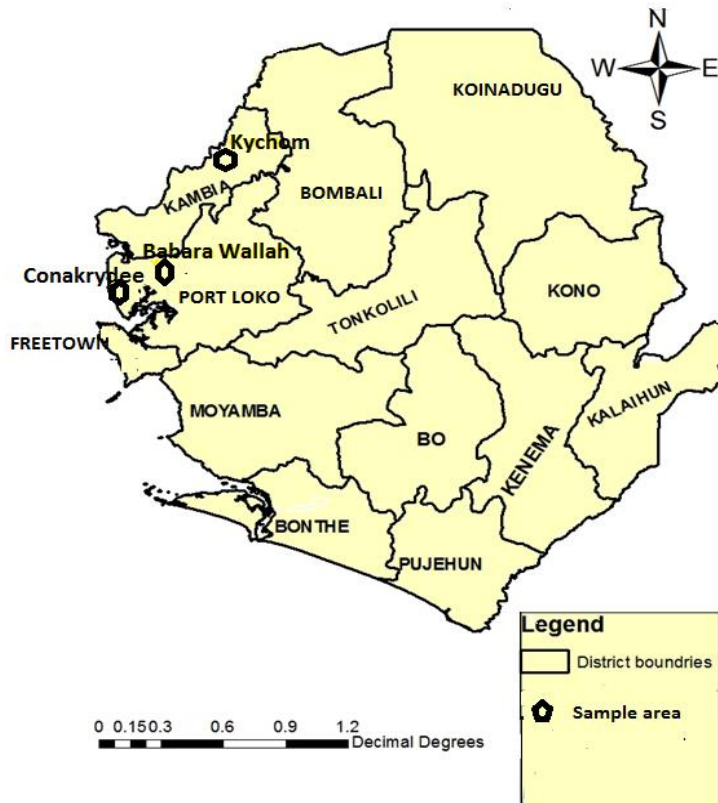 N
W E
S
KOINADUGU
Kychom
KAMBIA
BOMBALI
Babara Wallah
Conakrydee
PORT LOKO
KONO
TONKOLILI
FREETOWN
KALAIHUN
MOYAMBA
BO
KENEMA
BONTHE
PUJEHUN
Legend
District boundries
Sample area
0 0.15 0.3 0.6 0.9 1.2
Decimal Degrees